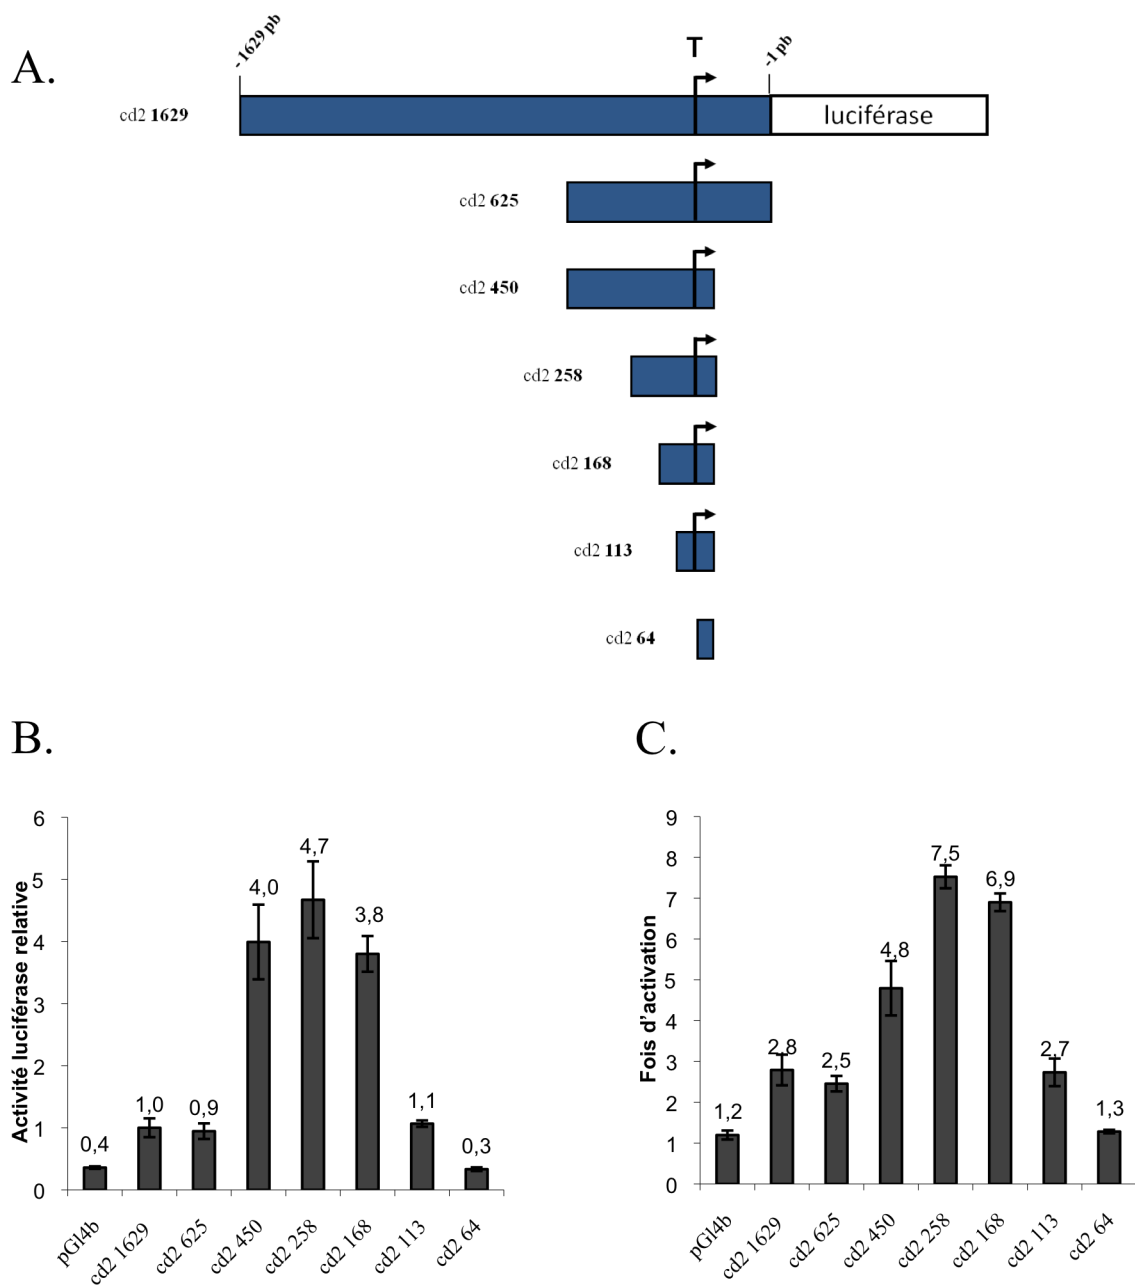 A.
-1629 pb
T
-1 pb
cd2 1629
luciférase
cd2 625
cd2 450
cd2 258
cd2 168
cd2 113
cd2 64
B.
Activité luciférase relative
6
5
4
3
2
1
0
0,4
1,0
0,9
4,0
4,7
3,8
1,1
0,3
pGl4b
cd2 1629
cd2 625
cd2 450
cd2 258
cd2 168
cd2 113
cd2 64
C.
Fois d’activation
9
8
7
6
5
4
3
2
1
0
1,2
2,8
2,5
4,8
7,5
6,9
2,7
1,3
pGl4b
cd2 1629
cd2 625
cd2 450
cd2 258
cd2 168
cd2 113
cd2 64